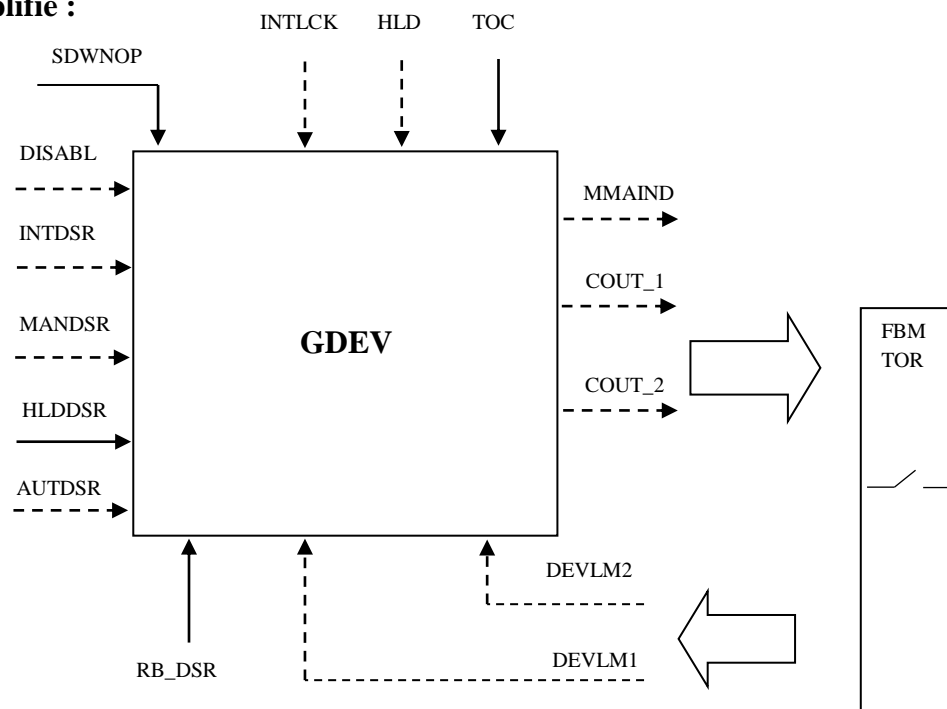 plifié :
INTLCK HLD TOC
SDWNOP
DISABL
MMAIND
INTDSR
COUT_1
MANDSR
GDEV
FBM
TOR
COUT_2
HLDDSR
AUTDSR
DEVLM2
DEVLM1
RB_DSR